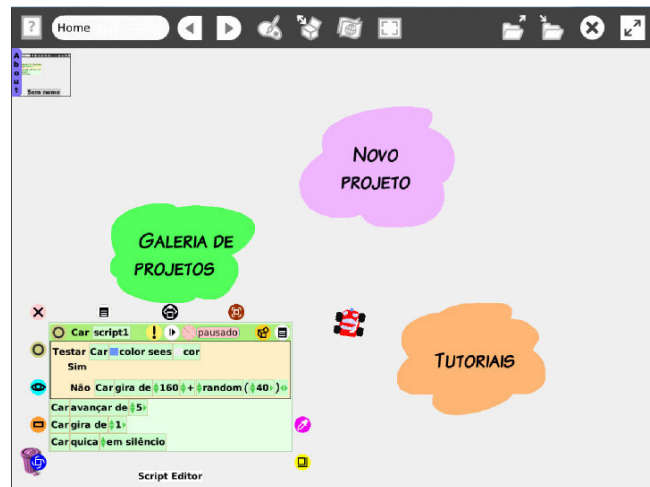 ?
Home
About
Sem nome
NOVO
PROJETO
GALERIA DE
PROJETOS
TUTORIAIS
Car script1 ! pausado
Testar Car color sees cor
Sim
Não Car gira de 160 + random (40)
Car avançar de 5
Car gira de 1
Car quica em silêncio
Script Editor